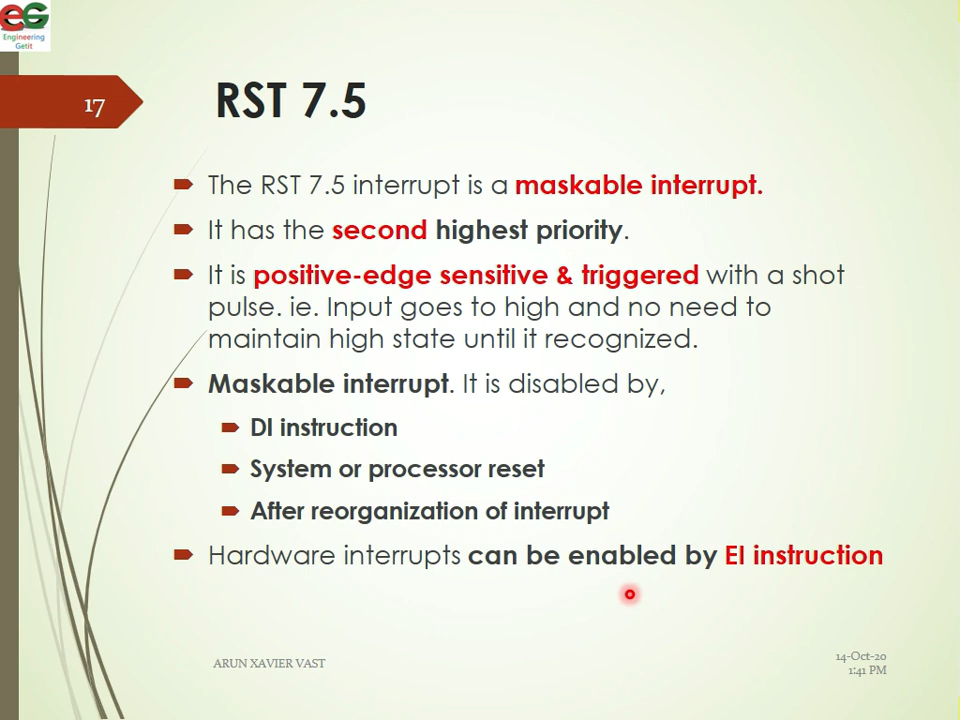 EG
Engineering
Getit
17
RST 7.5
The RST 7.5 interrupt is a maskable interrupt.
It has the second highest priority.
It is positive-edge sensitive & triggered with a shot
pulse. ie. Input goes to high and no need to
maintain high state until it recognized.
Maskable interrupt. It is disabled by,
DI instruction
System or processor reset
After reorganization of interrupt
Hardware interrupts can be enabled by EI instruction
ARUN XAVIER VAST
14-Oct-20
1:41 PM